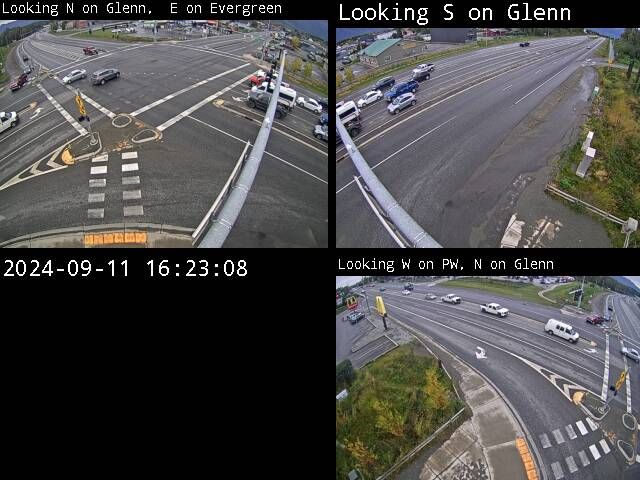 Looking N on Glenn,  E on Evergreen
Looking S on Glenn
2024-09-11 16:23:08
Looking W on PW, N on Glenn